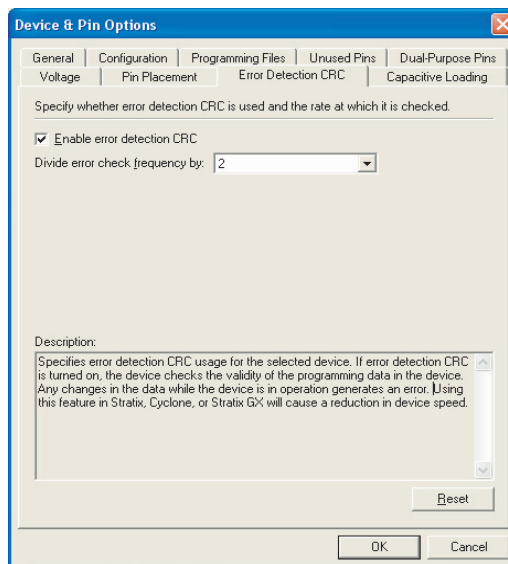 Device & Pin Options
General Configuration Programming Files Unused Pins Dual-Purpose Pins
Voltage Pin Placement Error Detection CRC Capacitive Loading
Specify whether error detection CRC is used and the rate at which it is checked.
Enable error detection CRC
Divide error check frequency by: 2
Description:
Specifies error detection CRC usage for the selected device. If error detection CRC
is turned on, the device checks the validity of the programming data in the device.
Any changes in the data while the device is in operation generates an error. Using
this feature in Stratix, Cyclone, or Stratix GX will cause a reduction in device speed.
Reset
OK Cancel